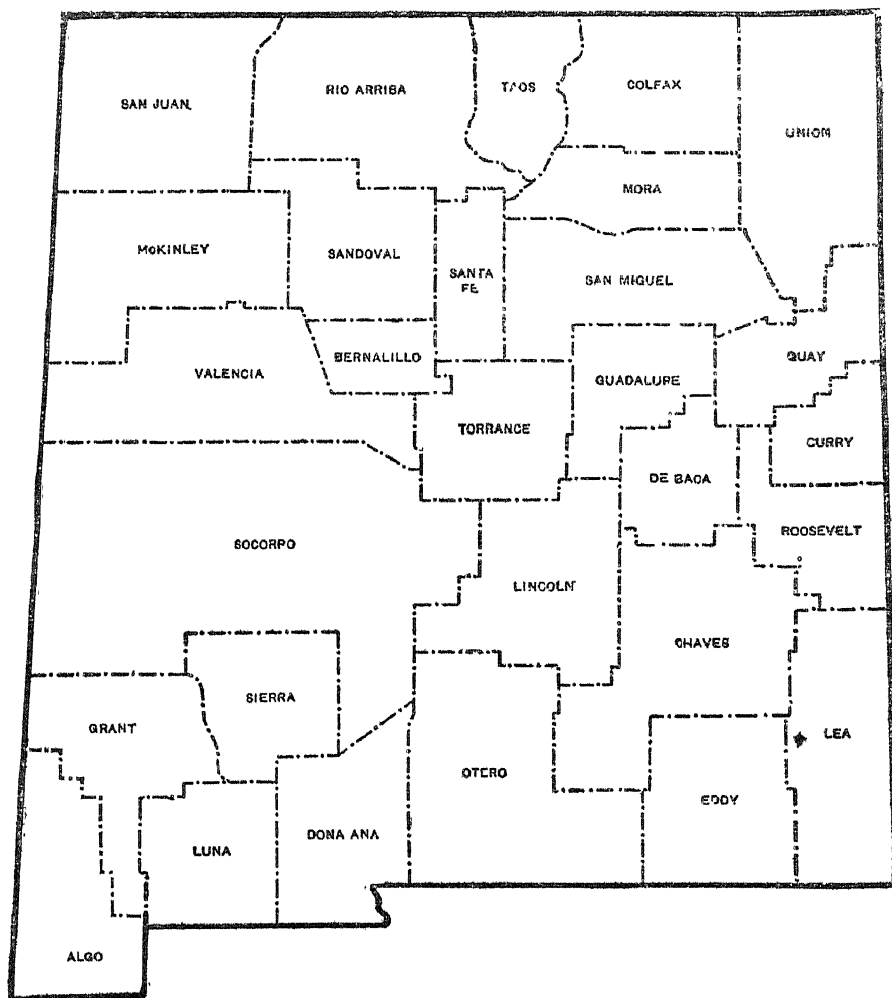 SAN JUAN
RIO ARRIBA
TAOS
COLFAX
UNION
MORA
McKINLEY
SANDOVAL
SANTA
FE
SAN MIGUEL
BERNALILLO
VALENCIA
GUADALUPE
QUAY
TORRANCE
CURRY
DE BACA
ROOSEVELT
SOCORPO
LINCOLN
CHAVES
SIERRA
GRANT
LEA
OTERO
EDDY
DONA ANA
LUNA
ALGO